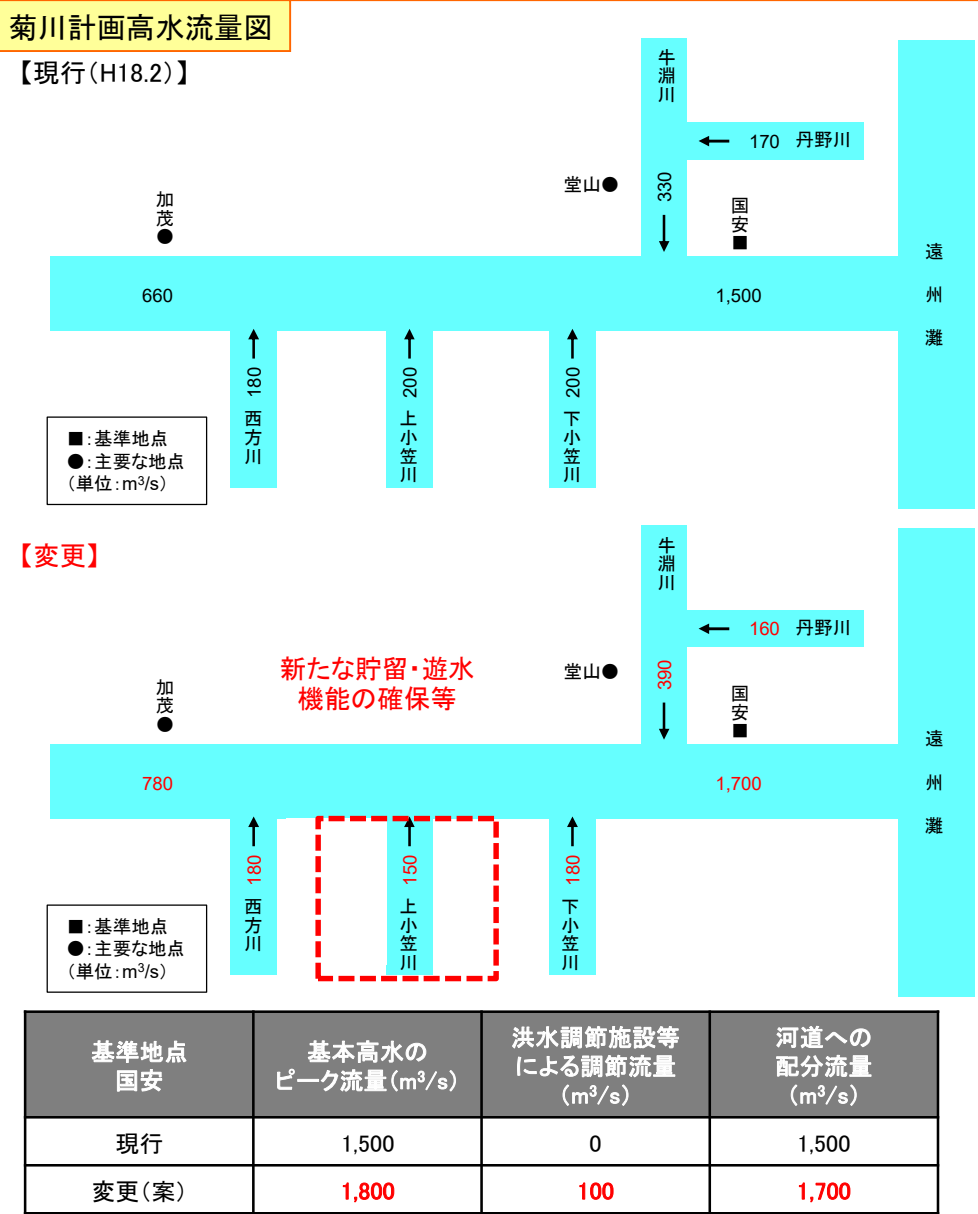 菊川計画高水流量図
【現行(H18.2)】
牛淵川
170 丹野川
堂山●
330
加茂●
国安■
遠州灘
660
1,500
180 西方川
200 上小笠川
200 下小笠川
■:基準地点
●:主要な地点
(単位:m³/s)
【変更】
牛淵川
160 丹野川
新たな貯留・遊水
機能の確保等
堂山●
390
加茂●
国安■
遠州灘
780
1,700
180 西方川
150 上小笠川
180 下小笠川
■:基準地点
●:主要な地点
(単位:m³/s)
基準地点
国安
基本高水の
ピーク流量(m³/s)
洪水調節施設等
による調節流量
(m³/s)
河道への
配分流量
(m³/s)
現行 1,500 0 1,500
変更(案) 1,800 100 1,700